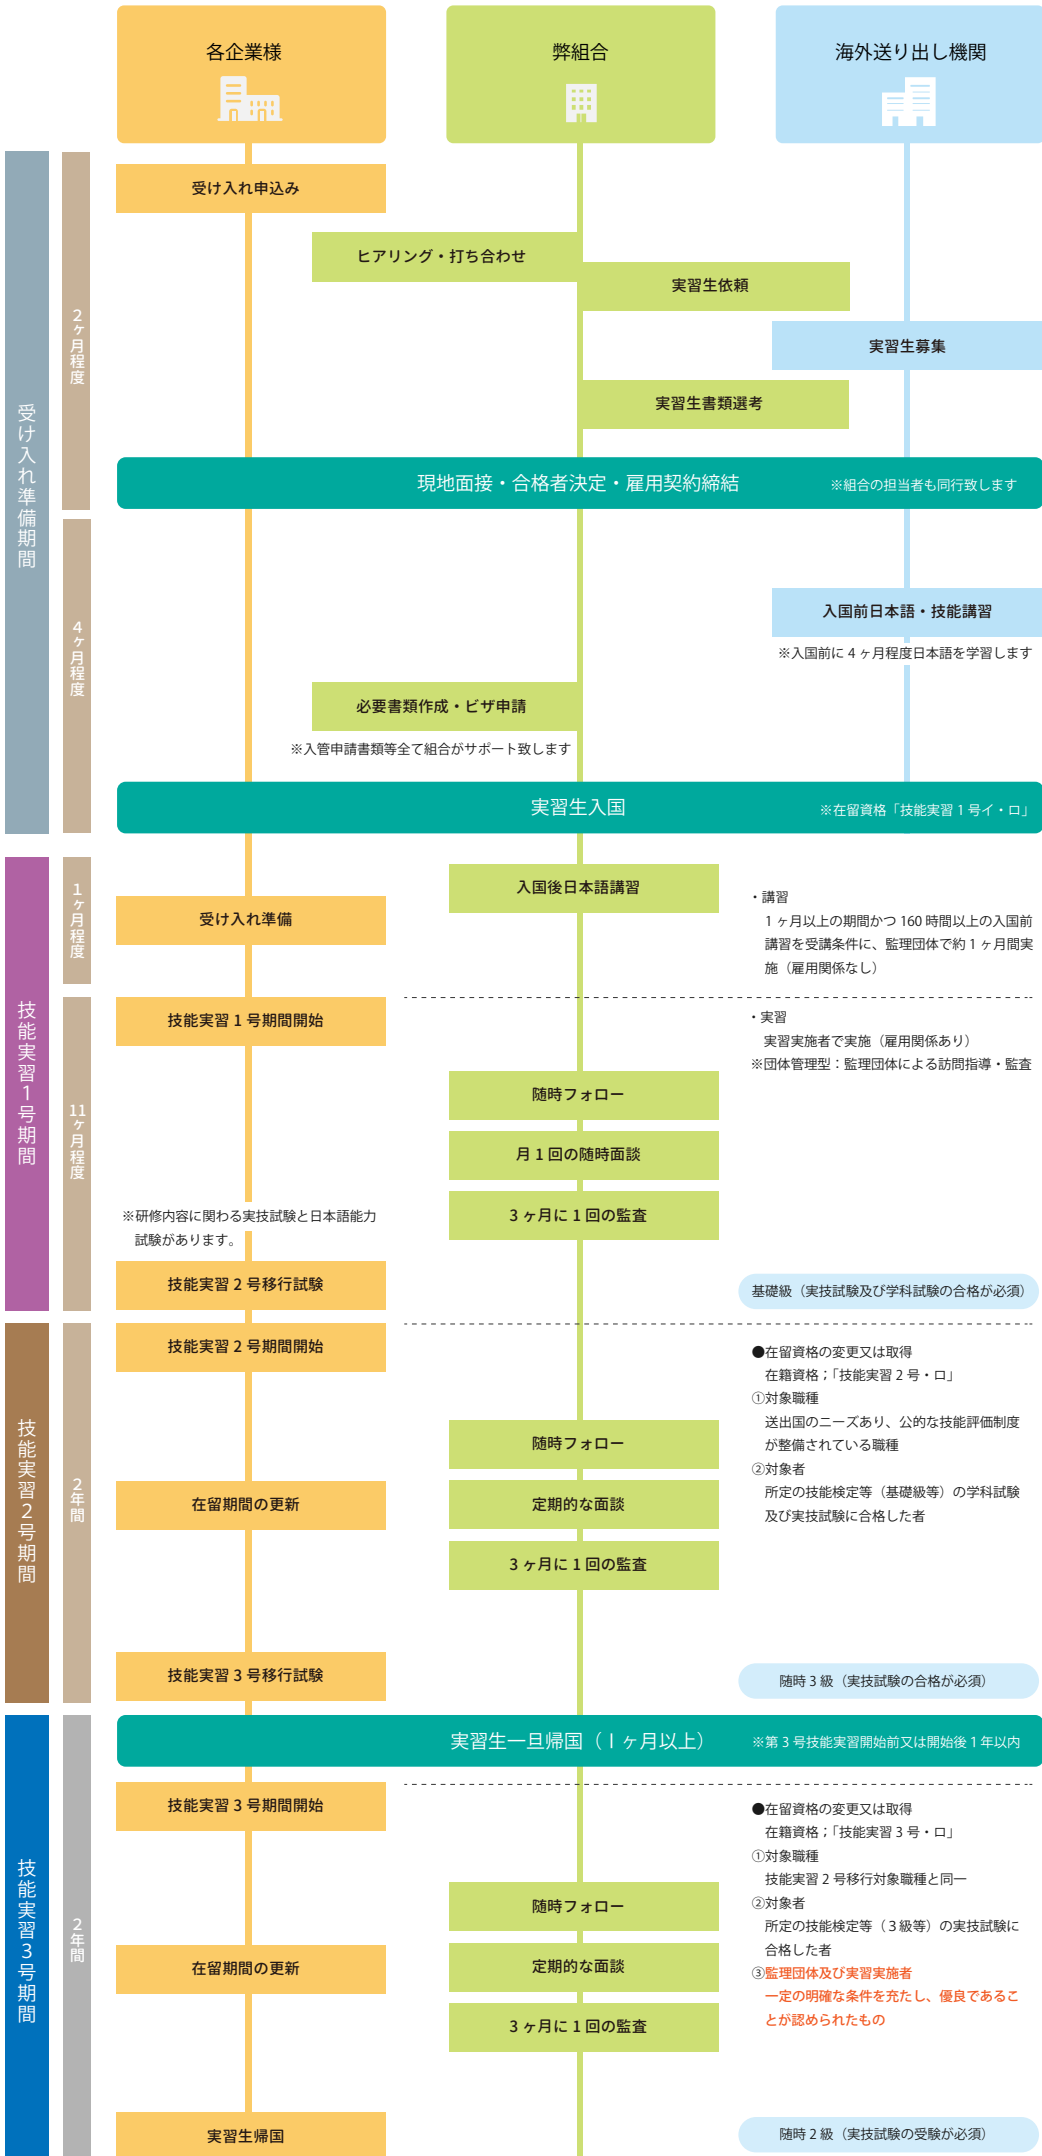 各企業様
弊組合
海外送り出し機関
受け入れ準備期間
2ヶ月程度
受け入れ申込み
ヒアリング・打ち合わせ
実習生依頼
実習生募集
実習生書類選考
現地面接・合格者決定・雇用契約締結
※組合の担当者も同行致します
4ヶ月程度
入国前日本語・技能講習
※入国前に 4 ヶ月程度日本語を学習します
必要書類作成・ビザ申請
※入管申請書類等全て組合がサポート致します
実習生入国
※在留資格「技能実習 1 号イ・ロ」
技能実習1号期間
1ヶ月程度
入国後日本語講習
受け入れ準備
・講習
1 ヶ月以上の期間かつ 160 時間以上の入国前
講習を受講条件に、監理団体で約 1 ヶ月間実
施（雇用関係なし）
11ヶ月程度
技能実習 1 号期間開始
・実習
実習実施者で実施（雇用関係あり）
※団体管理型：監理団体による訪問指導・監査
随時フォロー
月 1 回の随時面談
3 ヶ月に 1 回の監査
※研修内容に関わる実技試験と日本語能力
試験があります。
技能実習 2 号移行試験
基礎級（実技試験及び学科試験の合格が必須）
技能実習2号期間
2年間
技能実習 2 号期間開始
●在留資格の変更又は取得
在籍資格；「技能実習 2 号・ロ」
①対象職種
送出国のニーズあり、公的な技能評価制度
が整備されている職種
②対象者
所定の技能検定等（基礎級等）の学科試験
及び実技試験に合格した者
随時フォロー
在留期間の更新
定期的な面談
3 ヶ月に 1 回の監査
技能実習 3 号移行試験
随時 3 級（実技試験の合格が必須）
技能実習3号期間
2年間
実習生一旦帰国（1ヶ月以上）
※第 3 号技能実習開始前又は開始後 1 年以内
技能実習 3 号期間開始
●在留資格の変更又は取得
在籍資格；「技能実習 3 号・ロ」
①対象職種
技能実習 2 号移行対象職種と同一
②対象者
所定の技能検定等（３級等）の実技試験に
合格した者
③監理団体及び実習実施者
一定の明確な条件を充たし、優良であるこ
とが認められたもの
随時フォロー
在留期間の更新
定期的な面談
3 ヶ月に 1 回の監査
実習生帰国
随時 2 級（実技試験の受験が必須）